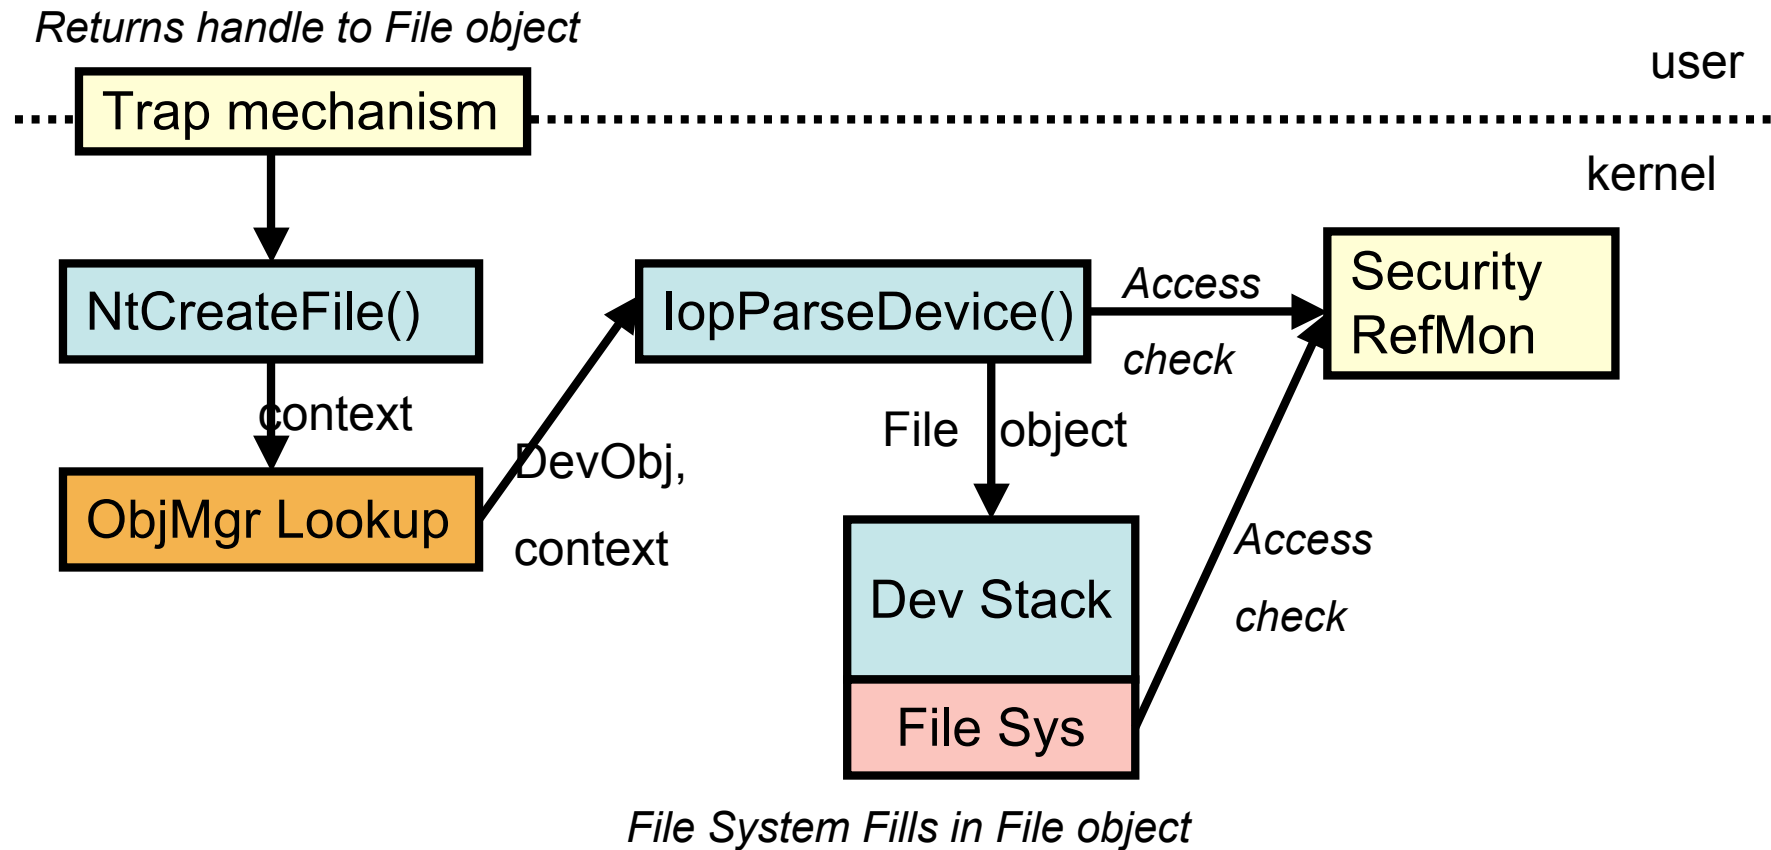 Returns handle to File object
user
Trap mechanism
kernel
NtCreateFile()
IopParseDevice()
Access
check
Security
RefMon
context
File object
DevObj,
context
ObjMgr Lookup
Access
check
Dev Stack
File Sys
File System Fills in File object